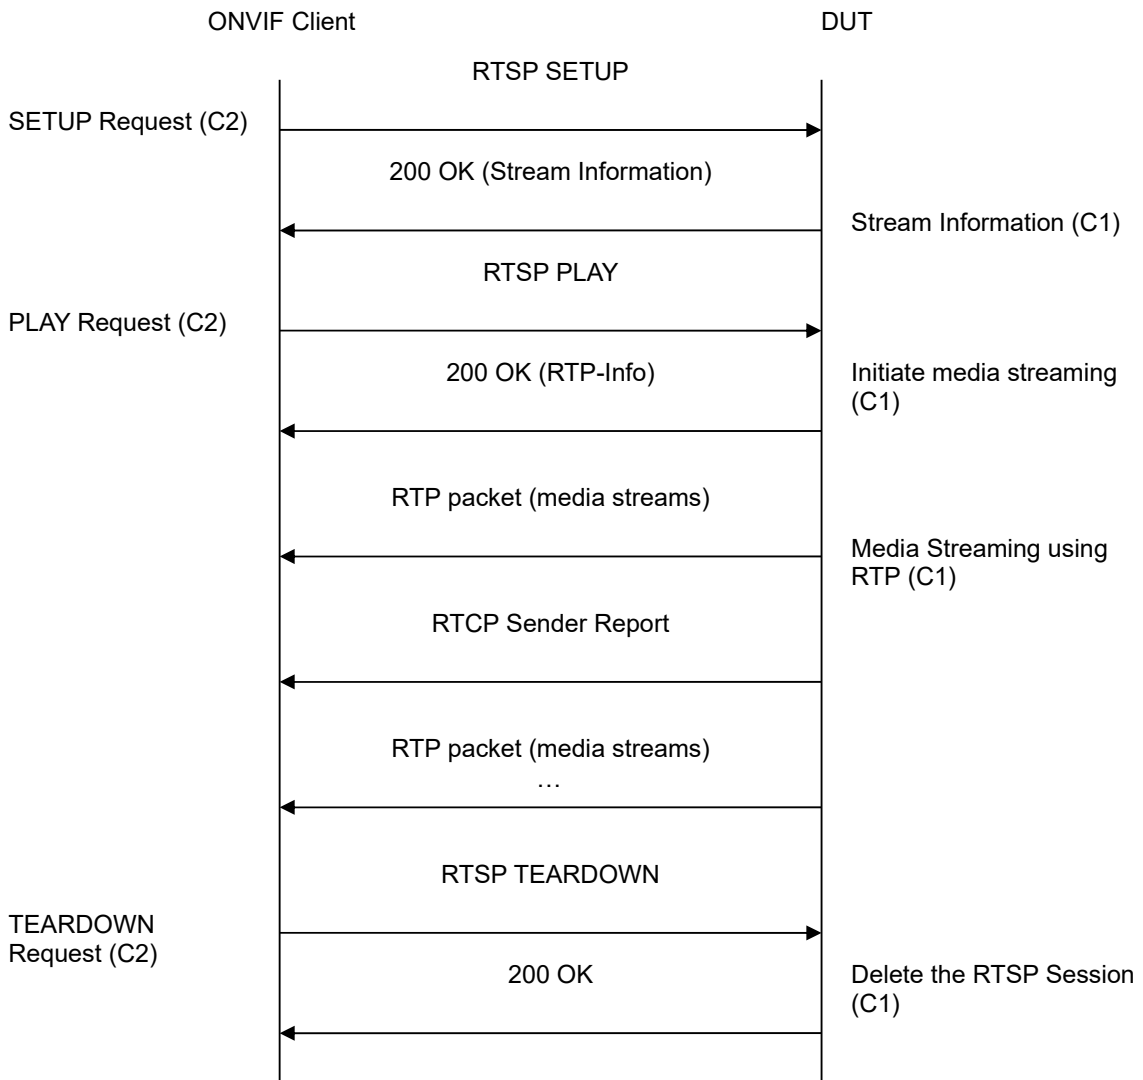 ONVIF Client
DUT
RTSP SETUP
SETUP Request (C2)
200 OK (Stream Information)
Stream Information (C1)
RTSP PLAY
PLAY Request (C2)
200 OK (RTP-Info)
Initiate media streaming
(C1)
RTP packet (media streams)
Media Streaming using
RTP (C1)
RTCP Sender Report
RTP packet (media streams)
…
RTSP TEARDOWN
TEARDOWN
Request (C2)
200 OK
Delete the RTSP Session
(C1)